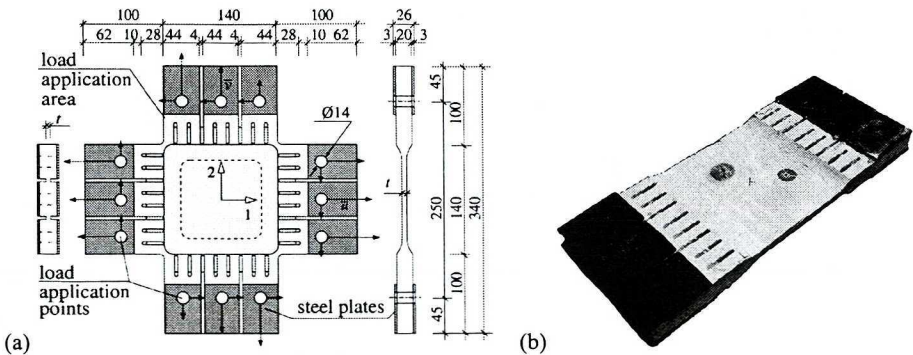 100 140 100 26
62 10 28 44 4 44 4 44 28 10 62 3 20 3
load
application
area
v̄
Ø14
t
2
1
ū
t
45
100
250 140 340
100
45
load
application
points
steel plates
(a) (b)